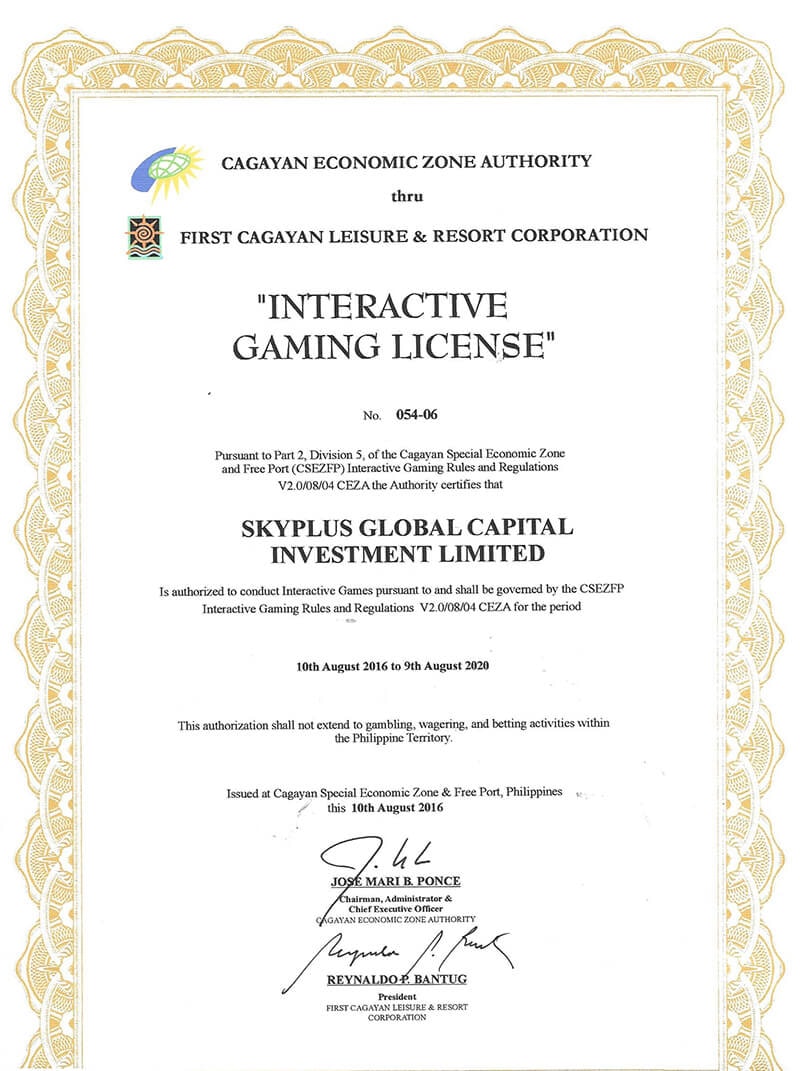 CAGAYAN ECONOMIC ZONE AUTHORITY
thru
FIRST CAGAYAN LEISURE & RESORT CORPORATION
"INTERACTIVE
GAMING LICENSE"
No. 054-06
Pursuant to Part 2, Division 5, of the Cagayan Special Economic Zone
and Free Port (CSEZFP) Interactive Gaming Rules and Regulations
V2.0/08/04 CEZA the Authority certifies that
SKYPLUS GLOBAL CAPITAL
INVESTMENT LIMITED
Is authorized to conduct Interactive Games pursuant to and shall be governed by the CSEZFP
Interactive Gaming Rules and Regulations V2.0/08/04 CEZA for the period
10th August 2016 to 9th August 2020
This authorization shall not extend to gambling, wagering, and betting activities within
the Philippine Territory.
Issued at Cagayan Special Economic Zone & Free Port, Philippines
this 10th August 2016
JOSE MARI B. PONCE
Chairman, Administrator &
Chief Executive Officer
CAGAYAN ECONOMIC ZONE AUTHORITY
REYNALDO P. BANTUG
President
FIRST CAGAYAN LEISURE & RESORT
CORPORATION